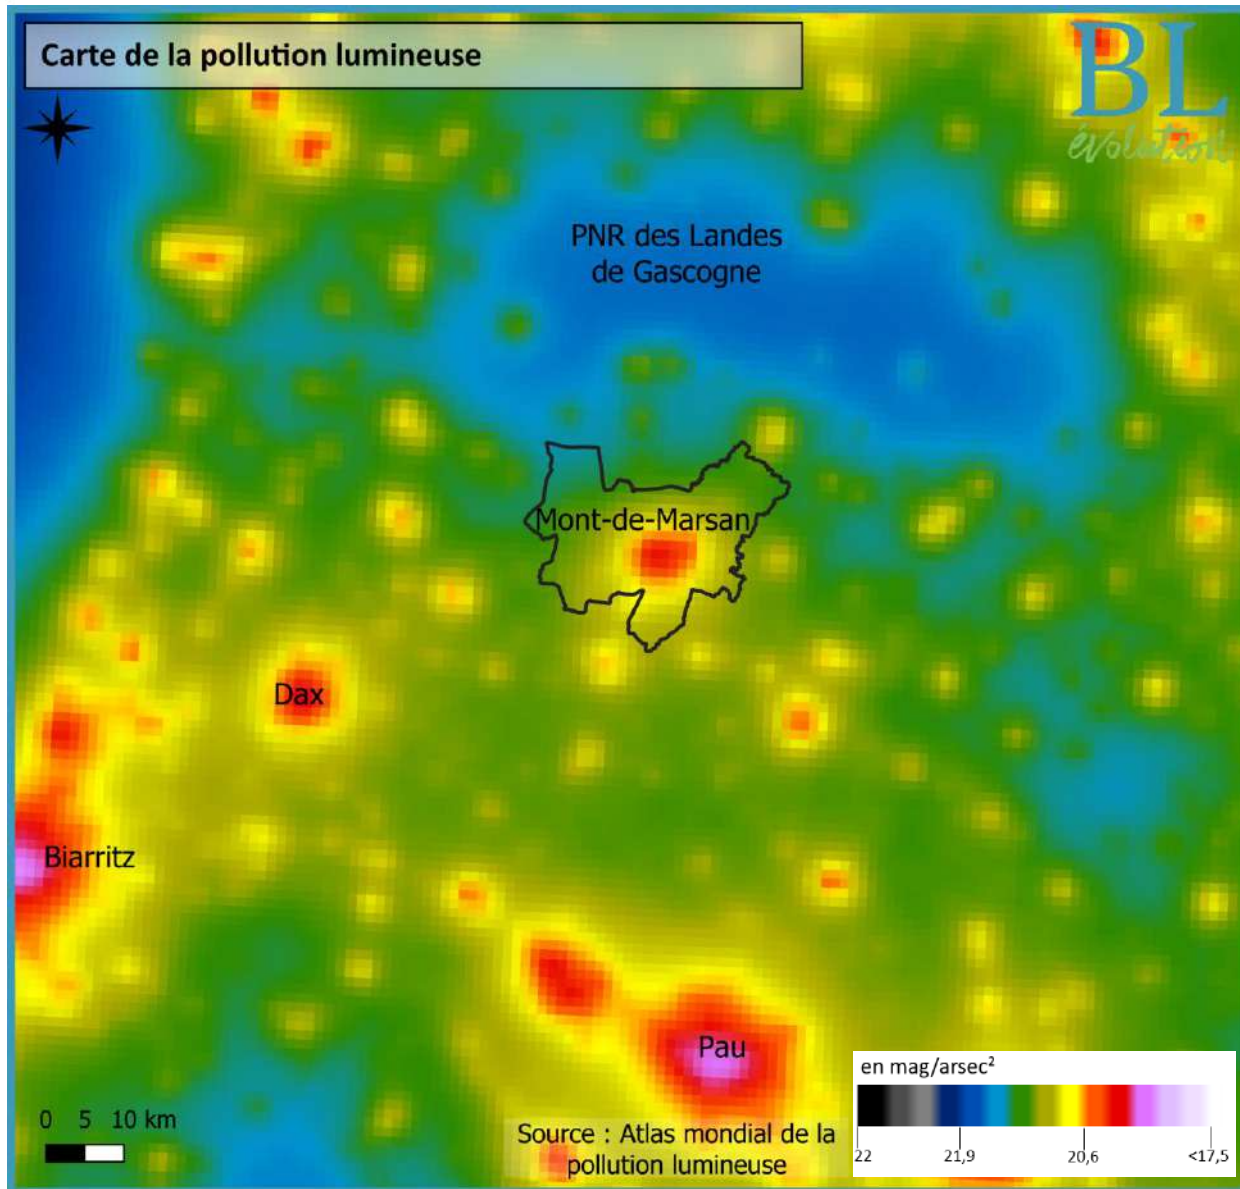 Carte de la pollution lumineuse
BL
évolution
PNR des Landes
de Gascogne
Mont-de-Marsan
Dax
Biarritz
Pau
0 5 10 km
Source : Atlas mondial de la
pollution lumineuse
en mag/arsec²
22 21,9 20,6 <17,5